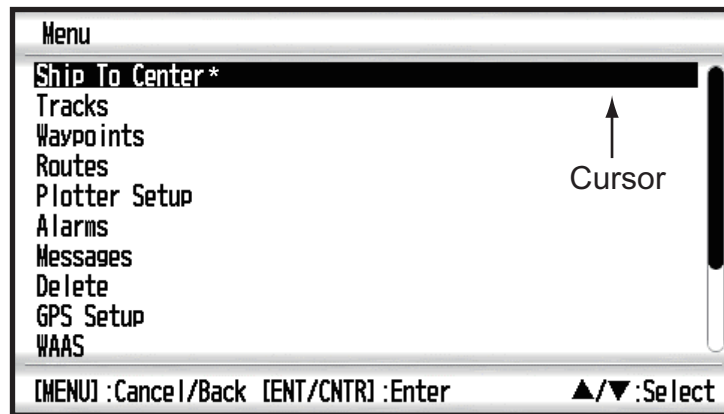 Menu
Ship To Center*
Tracks
Waypoints
Routes
Plotter Setup
Alarms
Messages
Delete
GPS Setup
WAAS
Cursor
[MENU]:Cancel/Back [ENT/CNTR]:Enter ▲/▼:Select